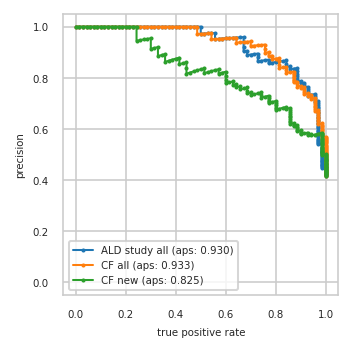 1.0
0.8
0.6
0.4
0.2
0.0
precision
ALD study all (aps: 0.930)
CF all (aps: 0.933)
CF new (aps: 0.825)
0.0 0.2 0.4 0.6 0.8 1.0
true positive rate